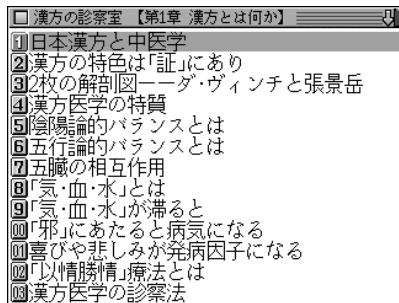 漢方の診察室 【第1章 漢方とは何か】
1 日本漢方と中医学
2 漢方の特色は「証」にあり
3 2枚の解剖図ーーダ・ヴィンチと張景岳
4 漢方医学の特質
5 陰陽論的バランスとは
6 五行論的バランスとは
7 五臓の相互作用
8 「気・血・水」とは
9 「気・血・水」が滞ると
00 「邪」にあたると病気になる
01 喜びや悲しみが発病因子になる
02 「以情勝情」療法とは
03 漢方医学の診察法